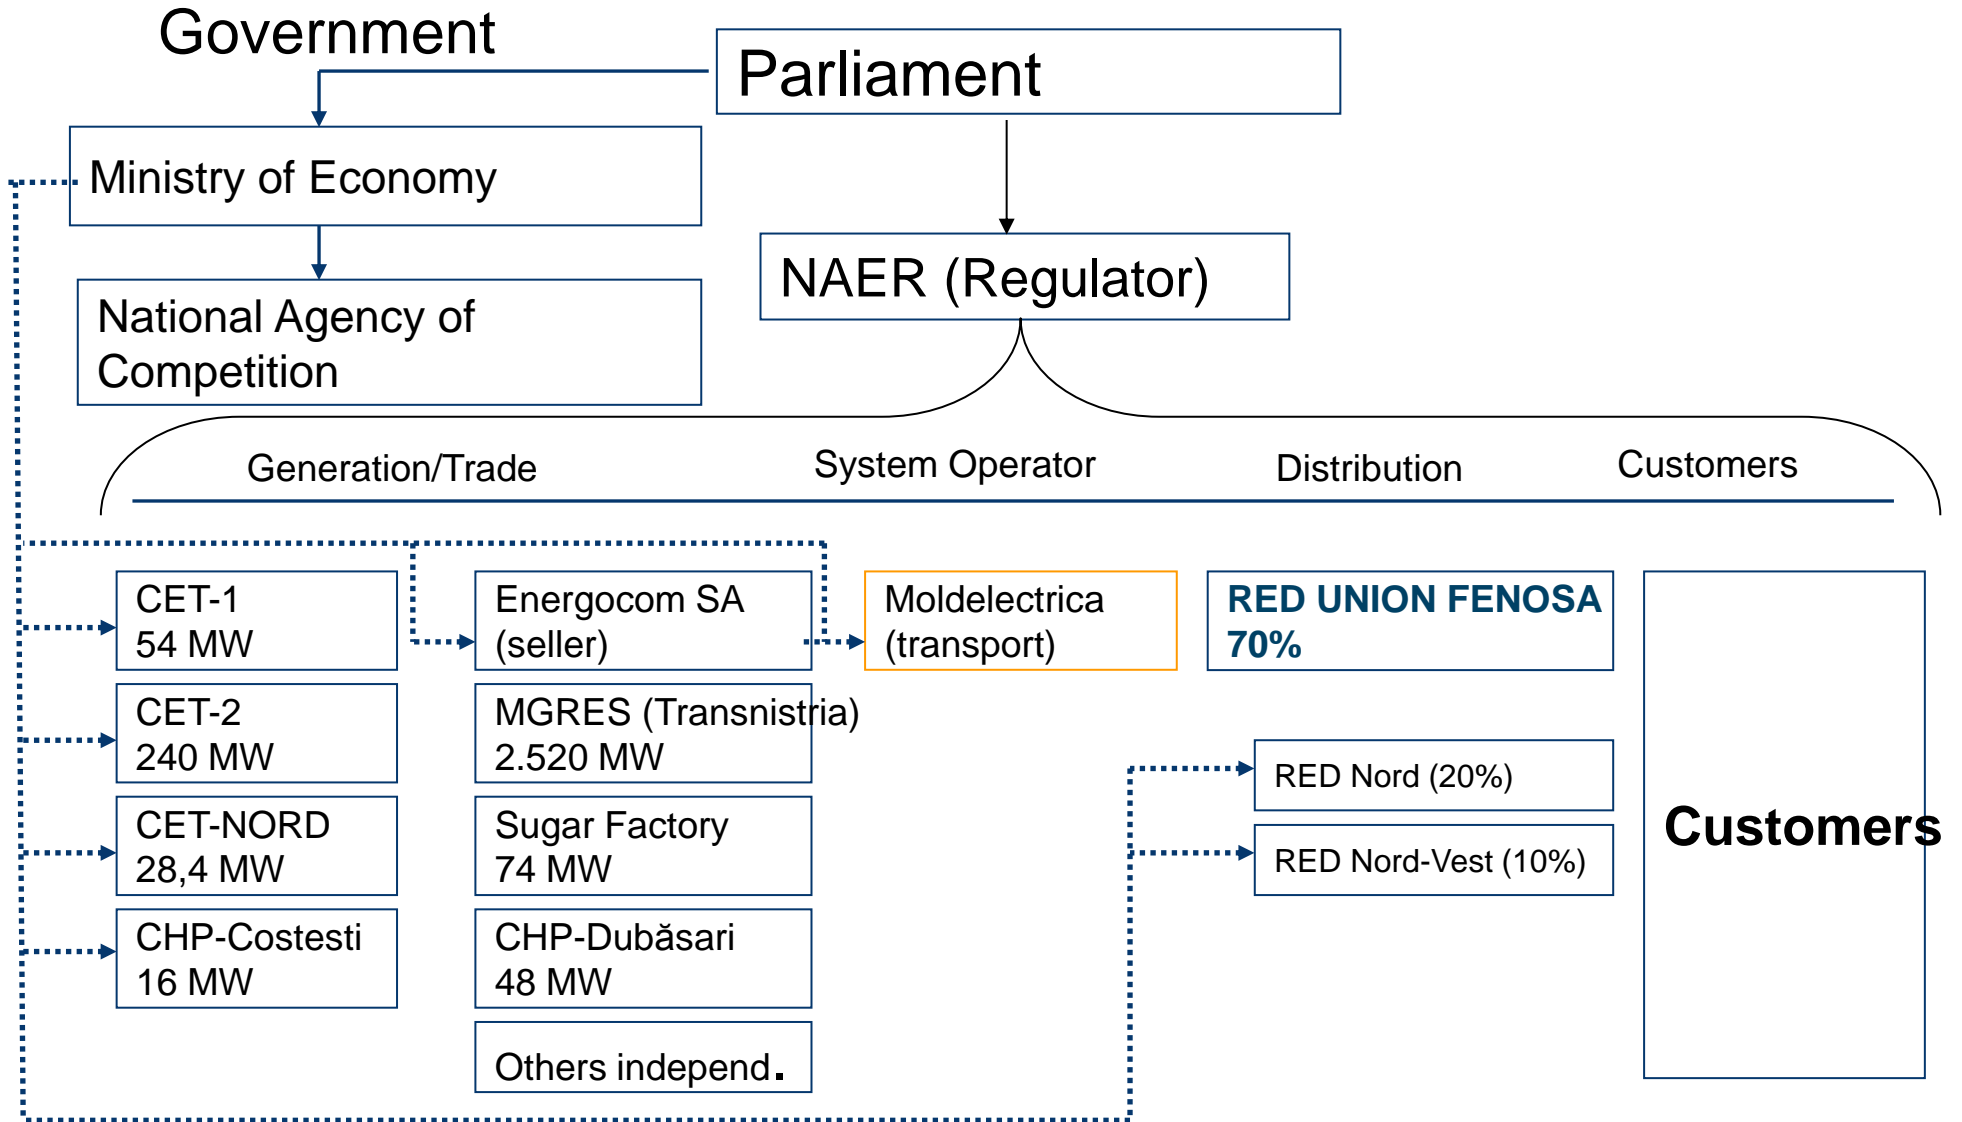 Government
Parliament
Ministry of Economy
NAER (Regulator)
National Agency of
Competition
Generation/Trade
System Operator
Distribution
Customers
CET-1
54 MW
CET-2
240 MW
CET-NORD
28,4 MW
CHP-Costesti
16 MW
Energocom SA
(seller)
MGRES (Transnistria)
2.520 MW
Sugar Factory
74 MW
CHP-Dubăsari
48 MW
Others independ.
Moldelectrica
(transport)
RED UNION FENOSA
70%
RED Nord (20%)
RED Nord-Vest (10%)
Customers